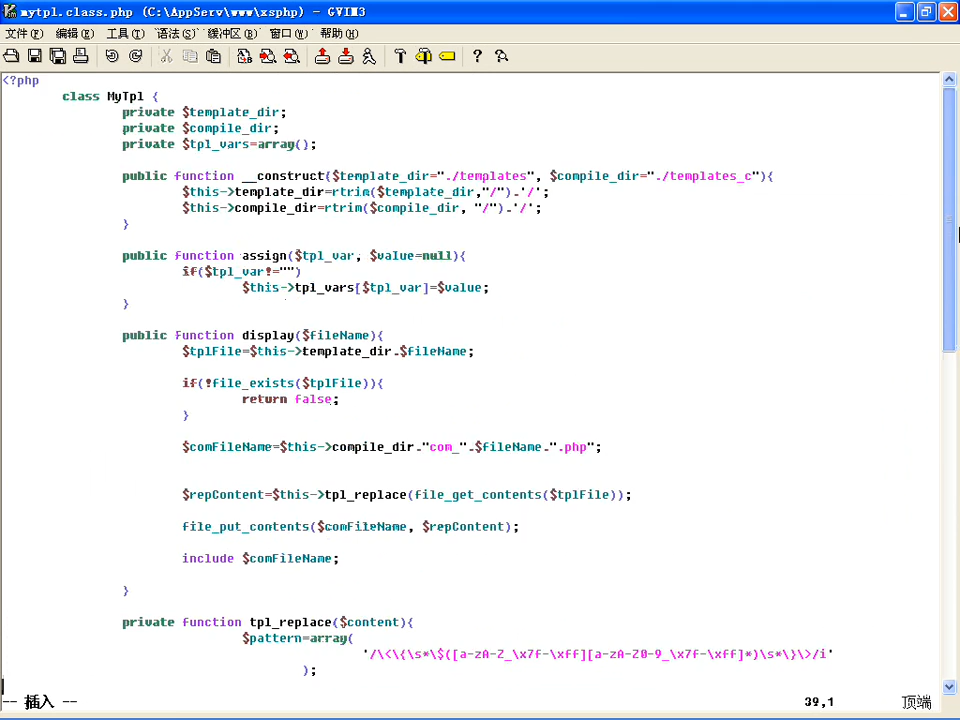 mytpl.class.php (C:\AppServ\www\xsphp) - GVIM3
文件(F) 编辑(E) 工具(T) 语法(S) 缓冲区(B) 窗口(W) 帮助(H)
<?php
class MyTpl {
private $template_dir;
private $compile_dir;
private $tpl_vars=array();
public function __construct($template_dir="./templates", $compile_dir="./templates_c"){
$this->template_dir=rtrim($template_dir,"/").'/';
$this->compile_dir=rtrim($compile_dir, "/").'/';
}
public function assign($tpl_var, $value=null){
if($tpl_var!="")
$this->tpl_vars[$tpl_var]=$value;
}
public function display($fileName){
$tplFile=$this->template_dir.$fileName;
if(!file_exists($tplFile)){
return false;
}
$comFileName=$this->compile_dir."com_".$fileName.".php";
$repContent=$this->tpl_replace(file_get_contents($tplFile));
file_put_contents($comFileName, $repContent);
include $comFileName;
}
private function tpl_replace($content){
$pattern=array(
'/\<\{\s*\$([a-zA-Z_\x7f-\xff][a-zA-Z0-9_\x7f-\xff]*)\s*\}\>/i'
);
-- 插入 --
39,1
顶端